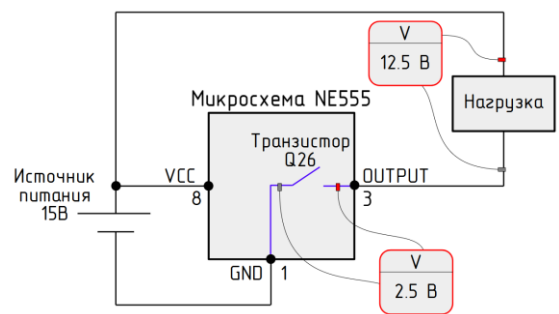 V
12.5 В
Нагрузка
Микросхема NE555
Транзистор
Q26
Источник
питания
15В
VCC
8
OUTPUT
3
GND
1
V
2.5 В